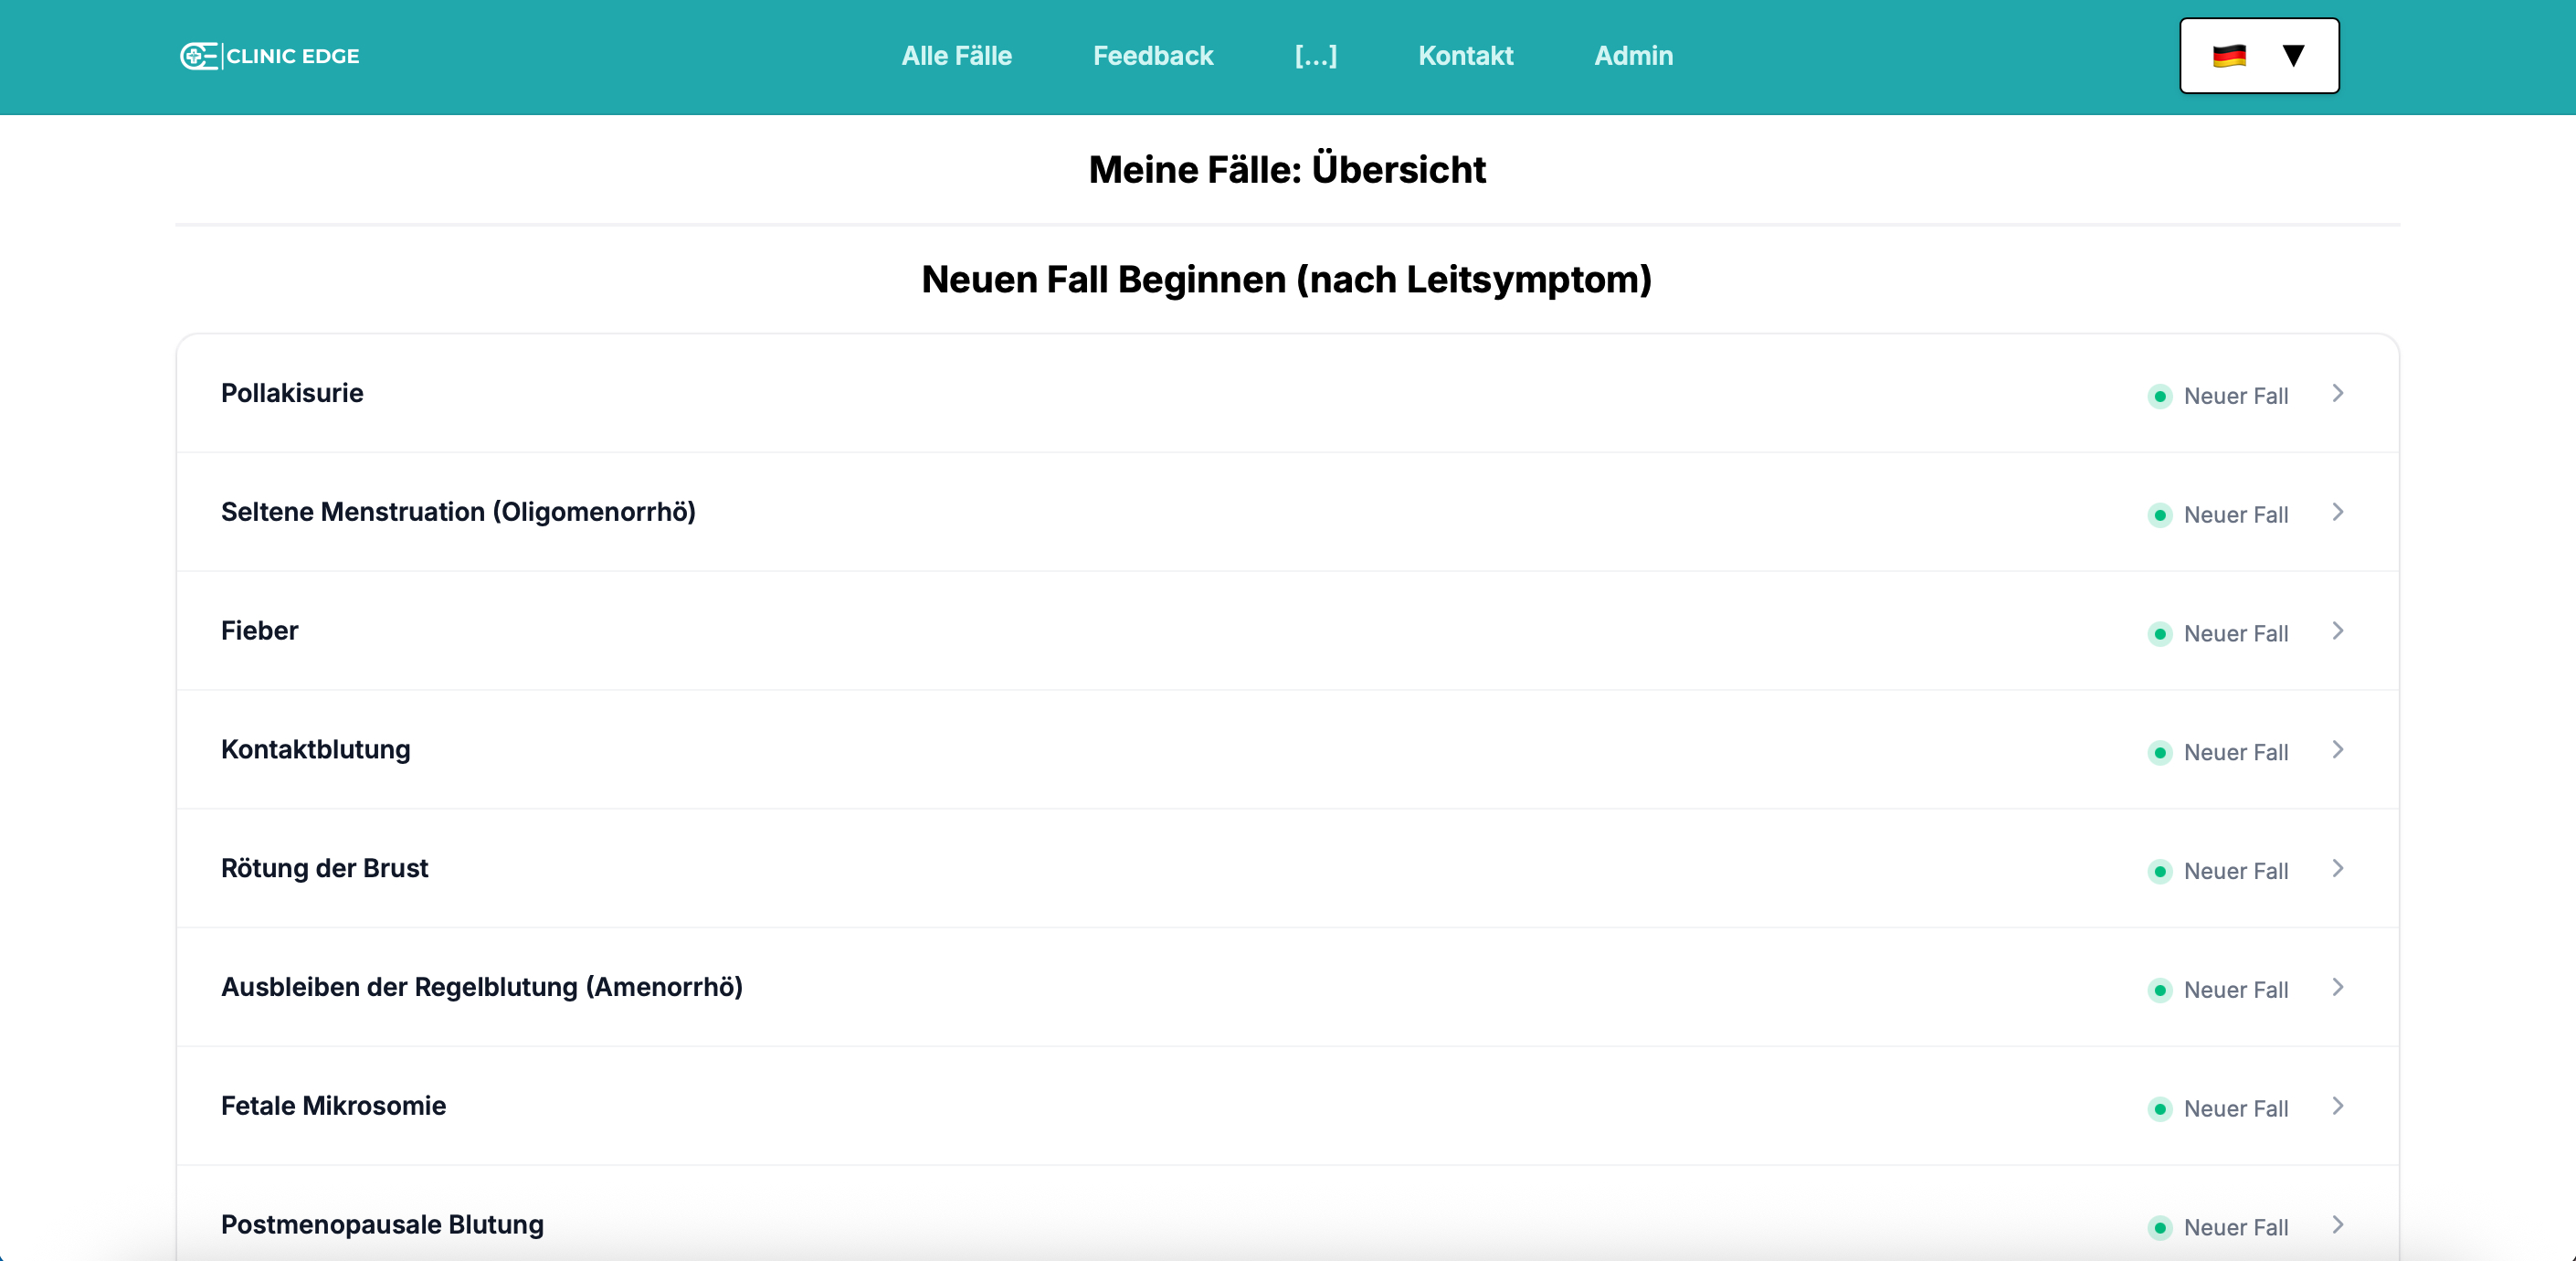 CLINIC EDGE
Alle Fälle
Feedback
[...]
Kontakt
Admin
Meine Fälle: Übersicht
Neuen Fall Beginnen (nach Leitsymptom)
Pollakisurie
Neuer Fall
Seltene Menstruation (Oligomenorrhö)
Neuer Fall
Fieber
Neuer Fall
Kontaktblutung
Neuer Fall
Rötung der Brust
Neuer Fall
Ausbleiben der Regelblutung (Amenorrhö)
Neuer Fall
Fetale Mikrosomie
Neuer Fall
Postmenopausale Blutung
Neuer Fall